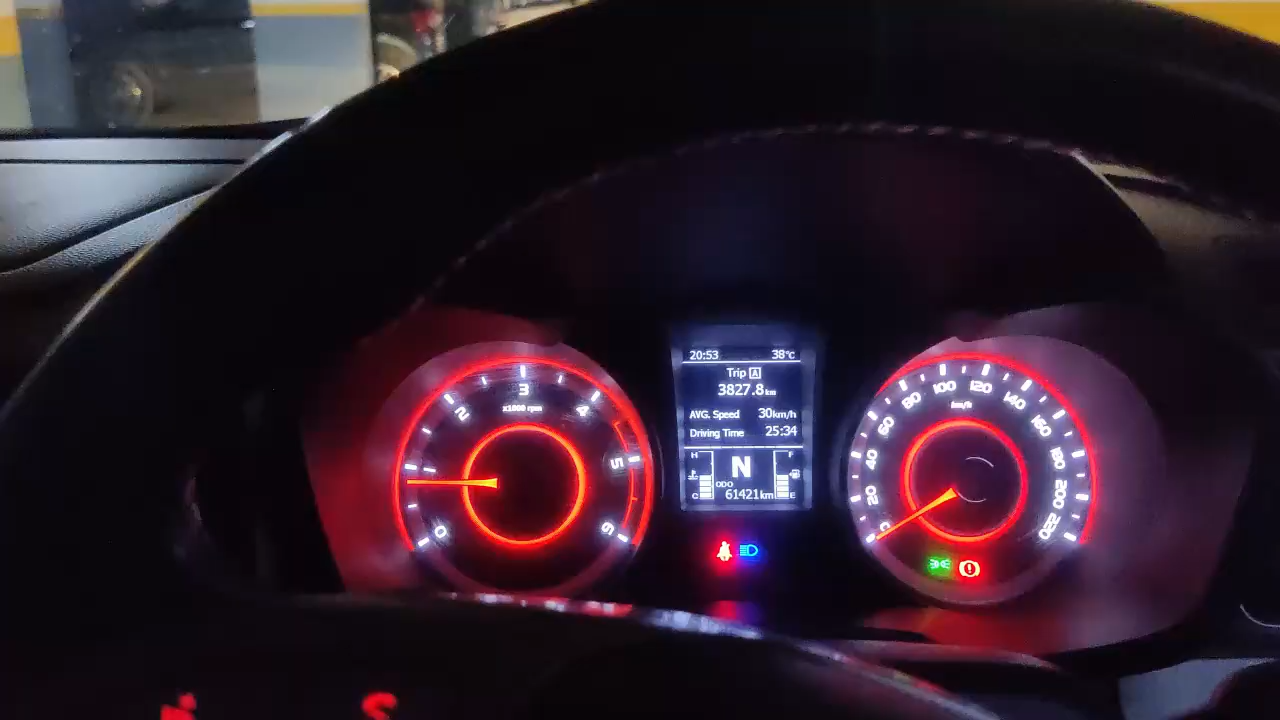 20:53 38°C
Trip A
3827.8km
AVG. Speed 30km/h
Driving Time 25:34
H F
N
C ODO E
61421km
0 2 3 4 5 6
x1000 rpm
0 20 40 60 80 100 120 140 160 180 200 220
km/h